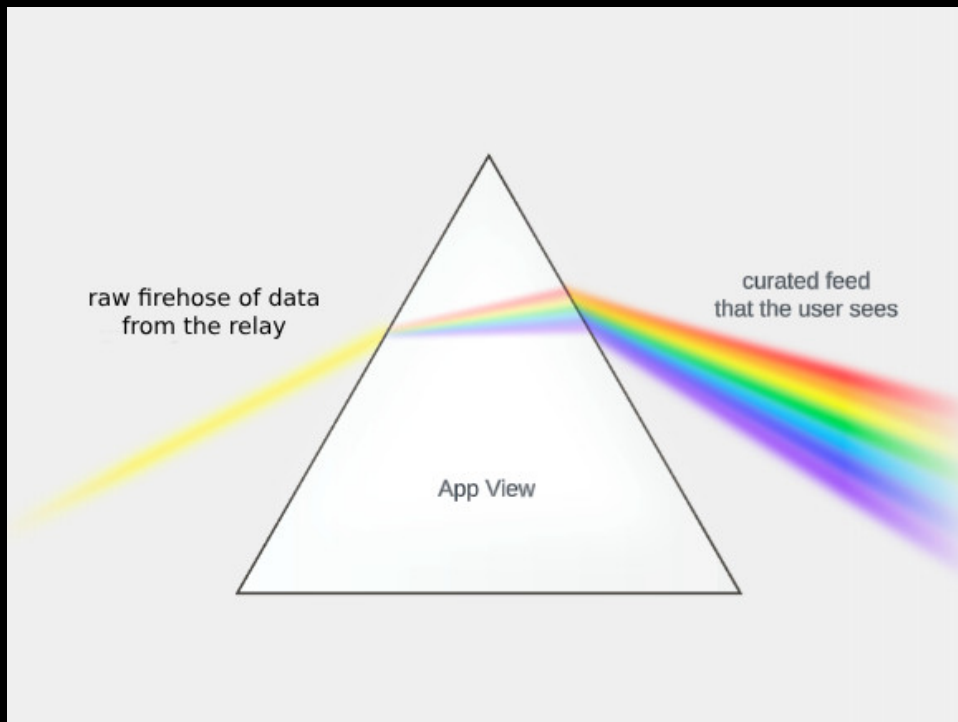 raw firehose of data
from the relay
curated feed
that the user sees
App View